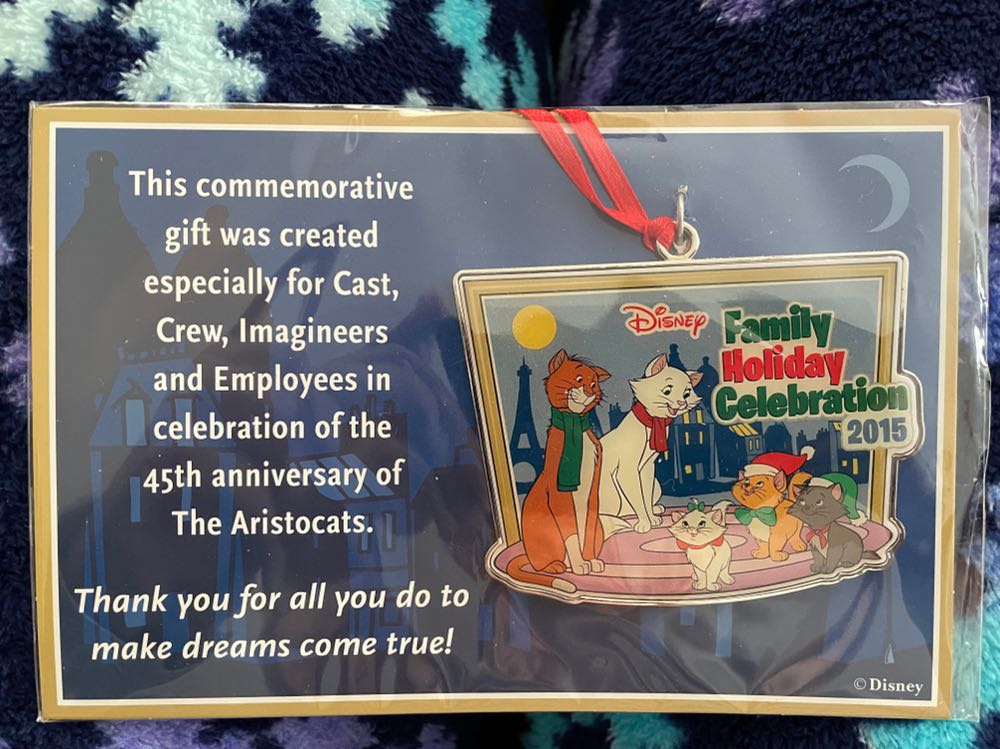 This commemorative
gift was created
especially for Cast,
Crew, Imagineers
and Employees in
celebration of the
45th anniversary of
The Aristocats.
Thank you for all you do to
make dreams come true!
Disney
Family
Holiday
Celebration
2015
© Disney